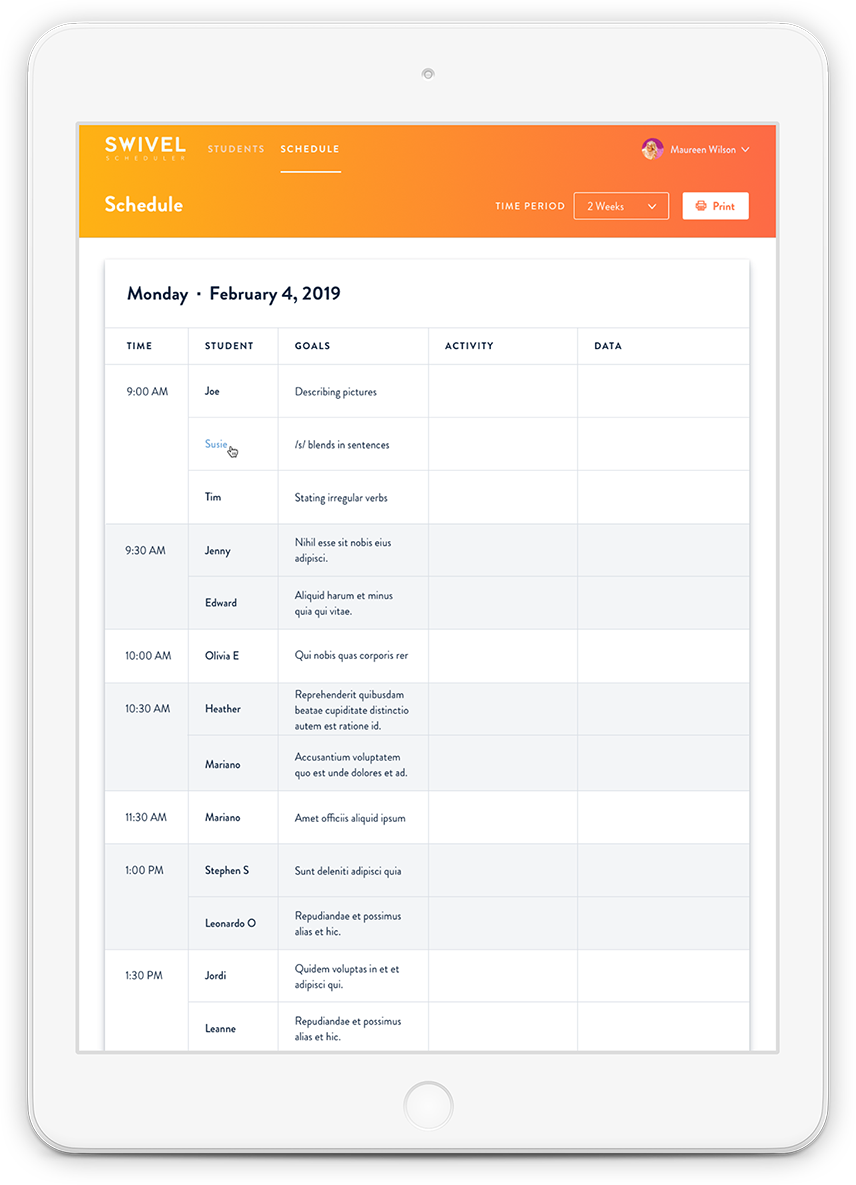 SWIVEL
SCHEDULER
STUDENTS
SCHEDULE
Maureen Wilson
Schedule
TIME PERIOD
2 Weeks
Print
Monday · February 4, 2019
TIME
STUDENT
GOALS
ACTIVITY
DATA
9:00 AM
Joe
Describing pictures
Susie
/s/ blends in sentences
Tim
Stating irregular verbs
9:30 AM
Jenny
Nihil esse sit nobis eius
adipisci.
Edward
Aliquid harum et minus
quia qui vitae.
10:00 AM
Olivia E
Qui nobis quas corporis rer
10:30 AM
Heather
Reprehenderit quibusdam
beatae cupiditate distinctio
autem est ratione id.
Mariano
Accusantium voluptatem
quo est unde dolores et ad.
11:30 AM
Mariano
Amet officiis aliquid ipsum
1:00 PM
Stephen S
Sunt deleniti adipisci quia
Leonardo O
Repudiandae et possimus
alias et hic.
1:30 PM
Jordi
Quidem voluptas in et et
adipisci qui.
Leanne
Repudiandae et possimus
alias et hic.